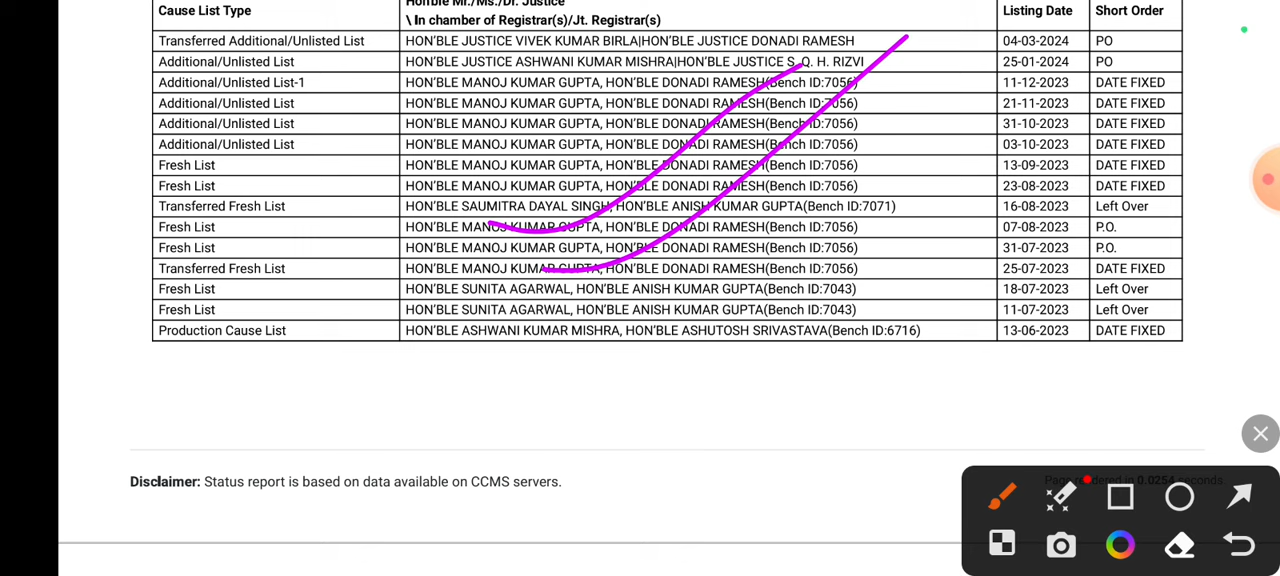 Cause List Type Hon'ble Mr./Ms./Dr. Justice Listing Date Short Order
\ In chamber of Registrar(s)/Jt. Registrar(s)
Transferred Additional/Unlisted List HON'BLE JUSTICE VIVEK KUMAR BIRLA|HON'BLE JUSTICE DONADI RAMESH 04-03-2024 PO
Additional/Unlisted List HON'BLE JUSTICE ASHWANI KUMAR MISHRA|HON'BLE JUSTICE S. Q. H. RIZVI 25-01-2024 PO
Additional/Unlisted List-1 HON'BLE MANOJ KUMAR GUPTA, HON'BLE DONADI RAMESH(Bench ID:7056) 11-12-2023 DATE FIXED
Additional/Unlisted List HON'BLE MANOJ KUMAR GUPTA, HON'BLE DONADI RAMESH(Bench ID:7056) 21-11-2023 DATE FIXED
Additional/Unlisted List HON'BLE MANOJ KUMAR GUPTA, HON'BLE DONADI RAMESH(Bench ID:7056) 31-10-2023 DATE FIXED
Additional/Unlisted List HON'BLE MANOJ KUMAR GUPTA, HON'BLE DONADI RAMESH(Bench ID:7056) 03-10-2023 DATE FIXED
Fresh List HON'BLE MANOJ KUMAR GUPTA, HON'BLE DONADI RAMESH(Bench ID:7056) 13-09-2023 DATE FIXED
Fresh List HON'BLE MANOJ KUMAR GUPTA, HON'BLE DONADI RAMESH(Bench ID:7056) 23-08-2023 DATE FIXED
Transferred Fresh List HON'BLE SAUMITRA DAYAL SINGH, HON'BLE ANISH KUMAR GUPTA(Bench ID:7071) 16-08-2023 Left Over
Fresh List HON'BLE MANOJ KUMAR GUPTA, HON'BLE DONADI RAMESH(Bench ID:7056) 07-08-2023 P.O.
Fresh List HON'BLE MANOJ KUMAR GUPTA, HON'BLE DONADI RAMESH(Bench ID:7056) 31-07-2023 P.O.
Transferred Fresh List HON'BLE MANOJ KUMAR GUPTA, HON'BLE DONADI RAMESH(Bench ID:7056) 25-07-2023 DATE FIXED
Fresh List HON'BLE SUNITA AGARWAL, HON'BLE ANISH KUMAR GUPTA(Bench ID:7043) 18-07-2023 Left Over
Fresh List HON'BLE SUNITA AGARWAL, HON'BLE ANISH KUMAR GUPTA(Bench ID:7043) 11-07-2023 Left Over
Production Cause List HON'BLE ASHWANI KUMAR MISHRA, HON'BLE ASHUTOSH SRIVASTAVA(Bench ID:6716) 13-06-2023 DATE FIXED
Disclaimer: Status report is based on data available on CCMS servers. Page rendered in 0.0254 seconds